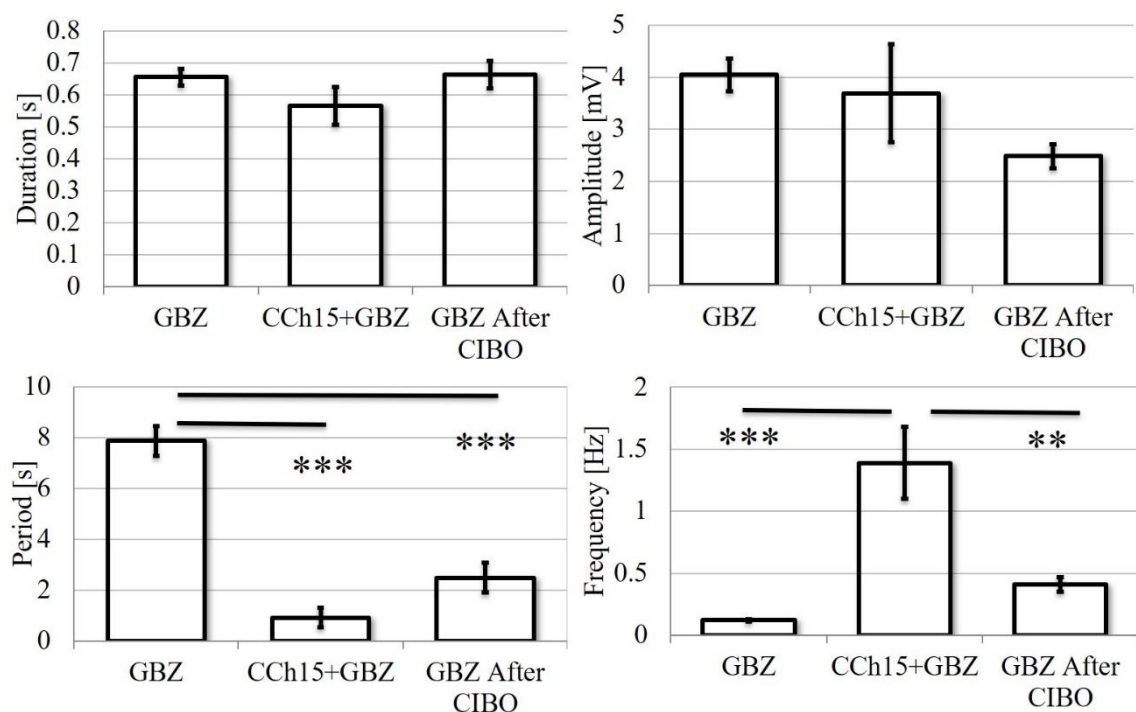 Duration [s]
0.8
0.7
0.6
0.5
0.4
0.3
0.2
0.1
0
GBZ
CCh15+GBZ
GBZ After
CIBO
Amplitude [mV]
5
4
3
2
1
0
GBZ
CCh15+GBZ
GBZ After
CIBO
Period [s]
10
8
6
4
2
0
***
***
GBZ
CCh15+GBZ
GBZ After
CIBO
Frequency [Hz]
2
1.5
1
0.5
0
***
**
GBZ
CCh15+GBZ
GBZ After
CIBO